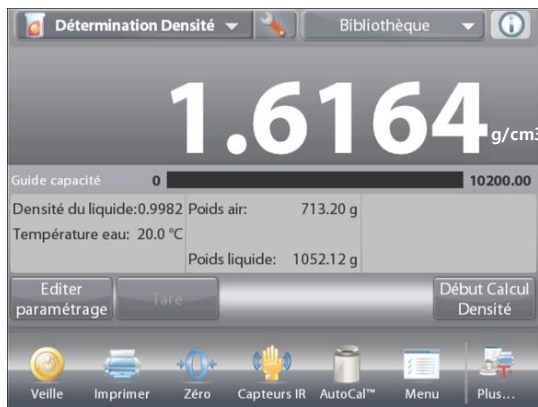 Détermination Densité
Bibliothèque
1.6164 g/cm3
Guide capacité 0 10200.00
Densité du liquide:0.9982 Poids air: 713.20 g
Température eau: 20.0 °C
Poids liquide: 1052.12 g
Editer
paramétrage
Tare
Début Calcul
Densité
Veille Imprimer Zéro Capteurs IR AutoCal™ Menu Plus...